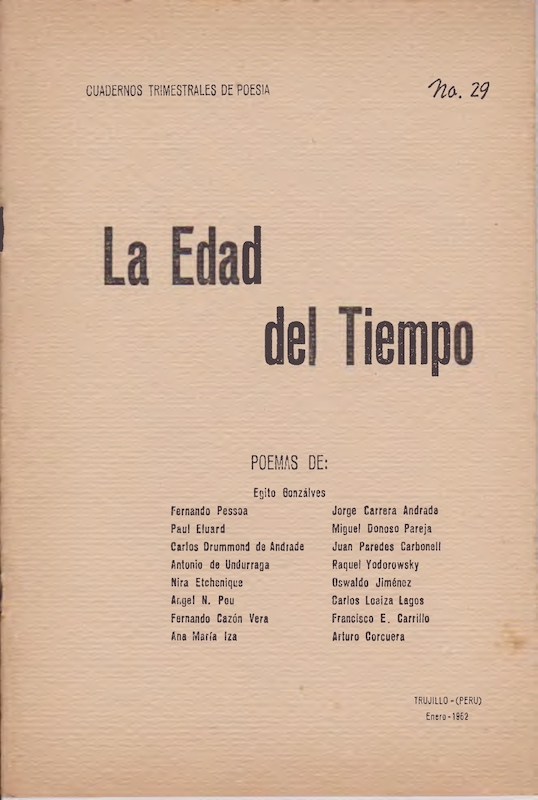 CUADERNOS TRIMESTRALES DE POESIA
No. 29
La Edad
del Tiempo
POEMAS DE:
Egito Gonzálves
Fernando Pessoa
Paul Eluard
Carlos Drummond de Andrade
Antonio de Undurraga
Nira Etchenique
Angel N. Pou
Fernando Cazón Vera
Ana María Iza
Jorge Carrera Andrade
Miguel Donoso Pareja
Juan Paredes Carbonell
Raquel Yodorowsky
Oswaldo Jiménez
Carlos Loaiza Lagos
Francisco E. Carrillo
Arturo Corcuera
TRUJILLO - (PERU)
Enero - 1962